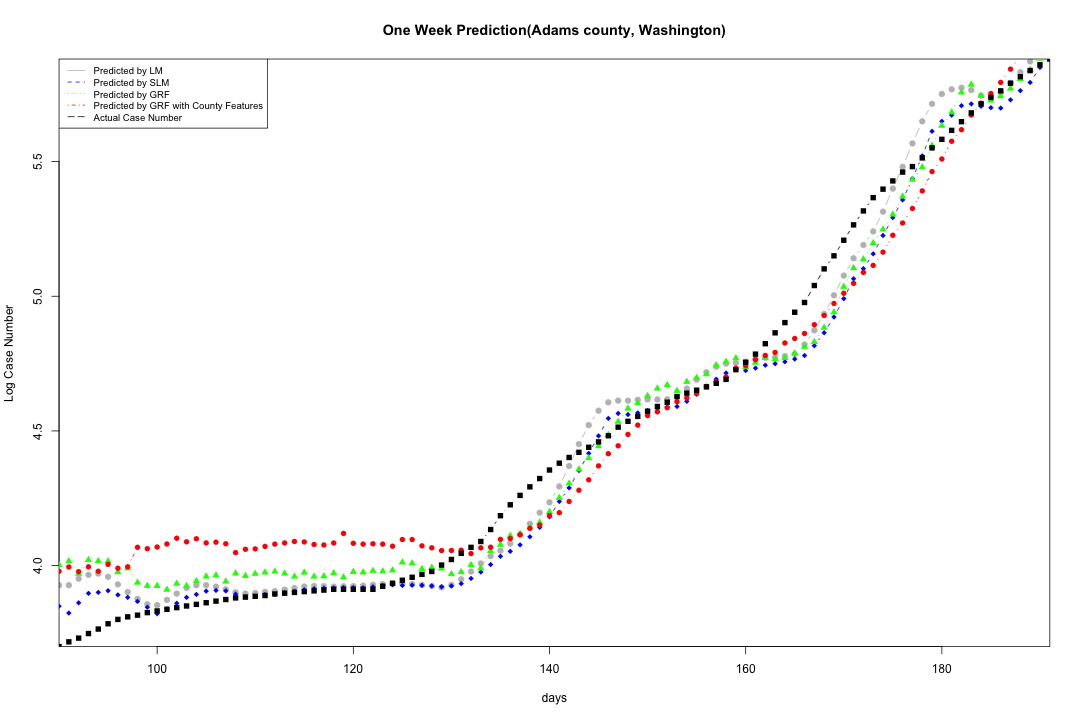 One Week Prediction(Adams county, Washington)
Predicted by LM
Predicted by SLM
Predicted by GRF
Predicted by GRF with County Features
Actual Case Number
5.5
5.0
4.5
4.0
Log Case Number
100 120 140 160 180
days